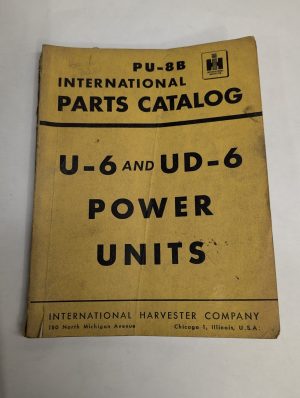 PU-8B
INTERNATIONAL
PARTS CATALOG
U-6 AND UD-6
POWER
UNITS
INTERNATIONAL HARVESTER COMPANY
180 North Michigan Avenue Chicago 1, Illinois, U.S.A.